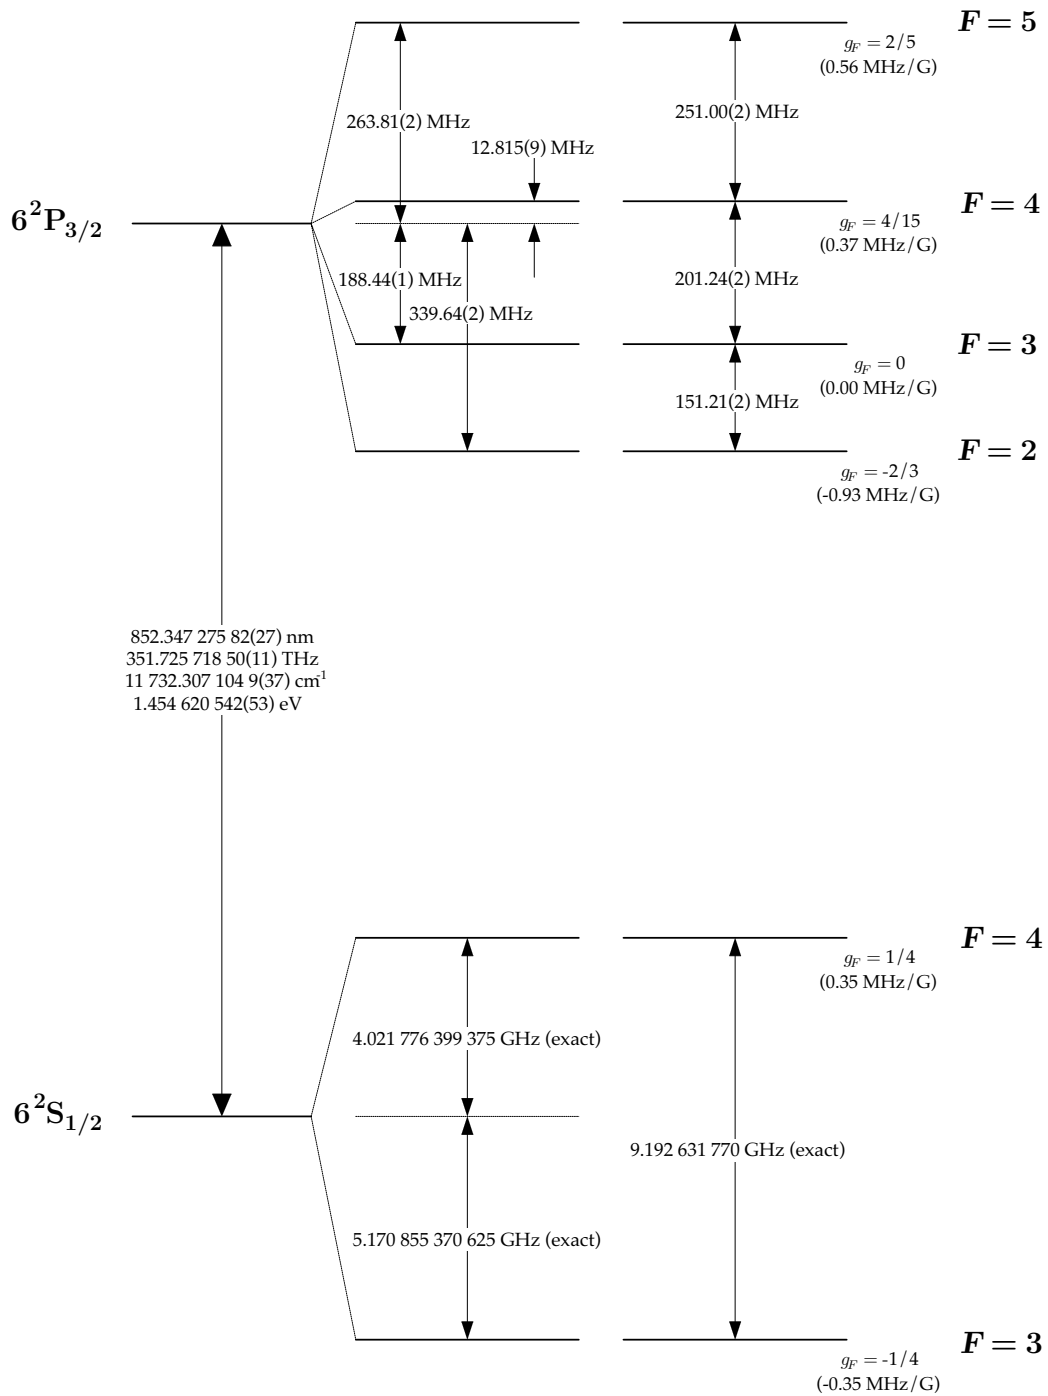 F = 5
g_F = 2/5
(0.56 MHz/G)
263.81(2) MHz
251.00(2) MHz
12.815(9) MHz
6²P₃/₂
F = 4
g_F = 4/15
(0.37 MHz/G)
188.44(1) MHz
201.24(2) MHz
339.64(2) MHz
F = 3
g_F = 0
(0.00 MHz/G)
151.21(2) MHz
F = 2
g_F = -2/3
(-0.93 MHz/G)
852.347 275 82(27) nm
351.725 718 50(11) THz
11 732.307 104 9(37) cm⁻¹
1.454 620 542(53) eV
F = 4
g_F = 1/4
(0.35 MHz/G)
4.021 776 399 375 GHz (exact)
6²S₁/₂
9.192 631 770 GHz (exact)
5.170 855 370 625 GHz (exact)
F = 3
g_F = -1/4
(-0.35 MHz/G)